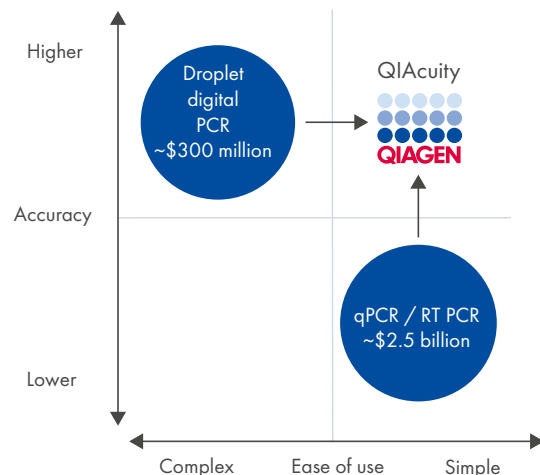 Higher
Droplet
digital
PCR
~$300 million
QIAcuity
QIAGEN
Accuracy
qPCR / RT PCR
~$2.5 billion
Lower
Complex
Ease of use
Simple